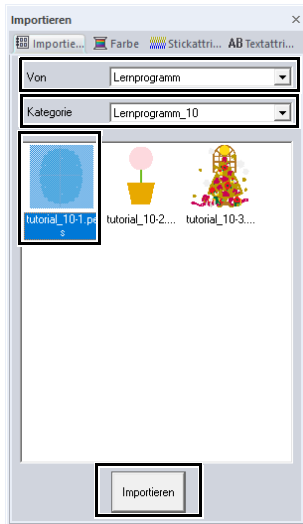 Importieren ×
Importie... Farbe Stickattri... AB Textattri...
Von Lernprogramm
Kategorie Lernprogramm_10
tutorial_10-1.pe tutorial_10-2.... tutorial_10-3....
s
Importieren